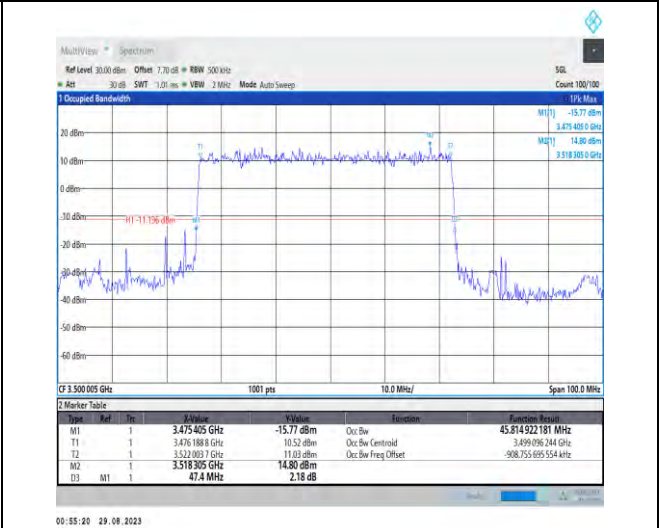 MultiView Spectrum
Ref Level 30.00 dBm Offset 7.70 dB RBW 500 kHz SGL
Att 30 dB SWT 1.01 ms VBW 2 MHz Mode Auto Sweep Count 100/100
1 Occupied Bandwidth 1Pk Max
M1[1] -15.77 dBm
3.475 405 0 GHz
M2[1] 14.80 dBm
3.518 305 0 GHz
20 dBm
T1
10 dBm
0 dBm
-10 dBm
H1 -11.196 dBm
-20 dBm
-30 dBm
-40 dBm
-50 dBm
-60 dBm
CF 3.500 005 GHz 1001 pts 10.0 MHz/ Span 100.0 MHz
2 Marker Table
Type Ref Trc X-Value Y-Value Function Function Result
M1 1 3.475 405 GHz -15.77 dBm Occ Bw 45.814 922 181 MHz
T1 1 3.476 188 8 GHz 10.52 dBm Occ Bw Centroid 3.499 096 244 GHz
T2 1 3.522 003 7 GHz 11.03 dBm Occ Bw Freq Offset -908.755 695 554 kHz
M2 1 3.518 305 GHz 14.80 dBm
D3 M1 1 47.4 MHz 2.18 dB
00:55:20 29.08.2023